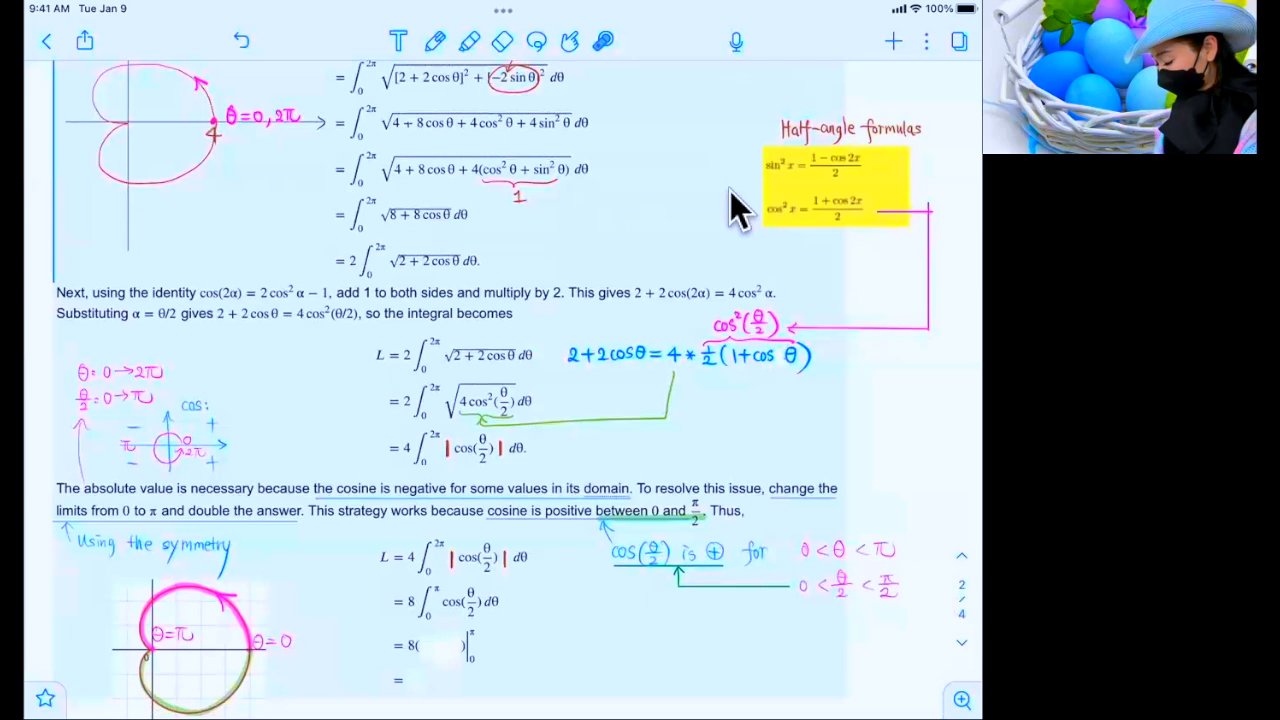 9:41 AM Tue Jan 9
100%
= ∫₀^{2π} √([2 + 2 cos θ]² + [−2 sin θ]²) dθ
θ = 0, 2π
4
= ∫₀^{2π} √(4 + 8 cos θ + 4 cos² θ + 4 sin² θ) dθ
Half-angle formulas
= ∫₀^{2π} √(4 + 8 cos θ + 4(cos² θ + sin² θ)) dθ
1
sin² x = (1 − cos 2x)/2
cos² x = (1 + cos 2x)/2
= ∫₀^{2π} √(8 + 8 cos θ) dθ
= 2 ∫₀^{2π} √(2 + 2 cos θ) dθ.
Next, using the identity cos(2α) = 2 cos² α − 1, add 1 to both sides and multiply by 2. This gives 2 + 2 cos(2α) = 4 cos² α.
Substituting α = θ/2 gives 2 + 2 cos θ = 4 cos²(θ/2), so the integral becomes
cos²(θ/2)
L = 2 ∫₀^{2π} √(2 + 2 cos θ) dθ
2+2cosθ = 4 * ½(1+cos θ)
θ = 0 → 2π
θ/2 = 0 → π
= 2 ∫₀^{2π} √(4 cos²(θ/2)) dθ
cos:
− +
π 0
2π
− +
= 4 ∫₀^{2π} | cos(θ/2) | dθ.
The absolute value is necessary because the cosine is negative for some values in its domain. To resolve this issue, change the
limits from 0 to π and double the answer. This strategy works because cosine is positive between 0 and π/2. Thus,
Using the symmetry
L = 4 ∫₀^{2π} | cos(θ/2) | dθ
cos(θ/2) is ⊕ for 0 < θ < π
0 < θ/2 < π/2
= 8 ∫₀^{π} cos(θ/2) dθ
θ=π
θ=0
0
= 8( )|₀^{π}
=
2
/
4